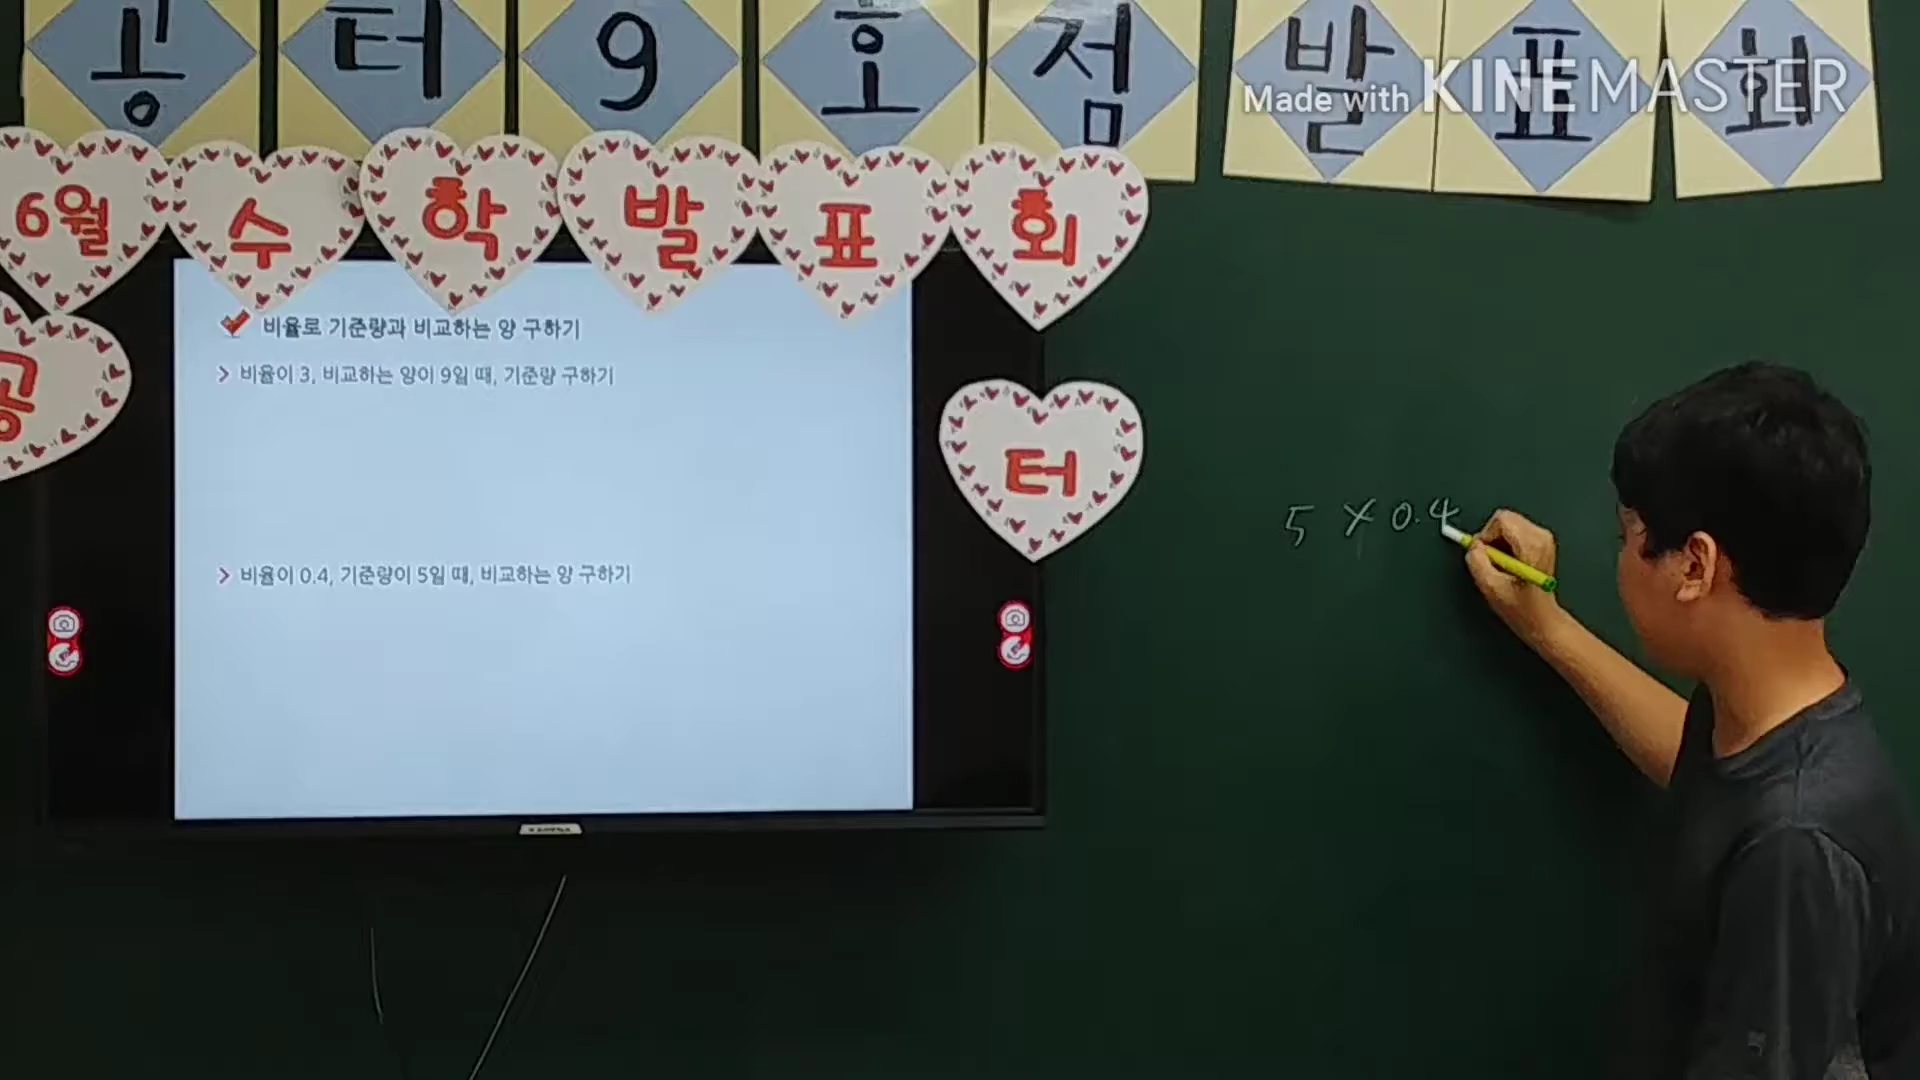 공터9호점 발표회
Made with KINEMASTER
6월 수학발표회
공
터
비율로 기준량과 비교하는 양 구하기
> 비율이 3, 비교하는 양이 9일 때, 기준량 구하기
5 × 0.4
> 비율이 0.4, 기준량이 5일 때, 비교하는 양 구하기